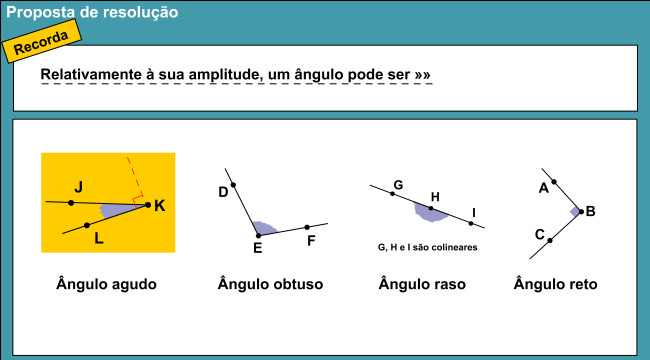 Proposta de resolução
Recorda
Relativamente à sua amplitude, um ângulo pode ser »»
J
K
L
D
E
F
G
H
I
G, H e I são colineares
A
B
C
Ângulo agudo
Ângulo obtuso
Ângulo raso
Ângulo reto